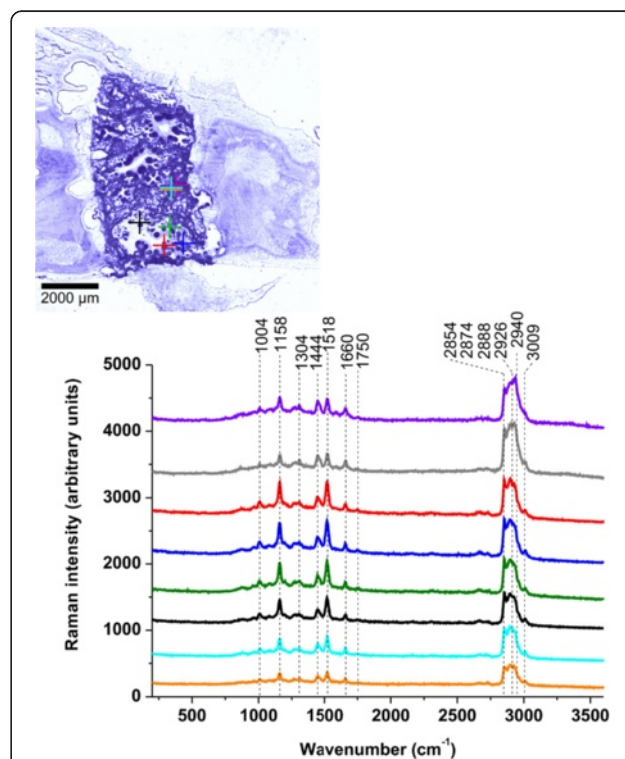 2000 µm
1004 1158 1304 1444 1518 1660 1750 2854 2874 2888 2926 2940 3009
5000
4000
3000
2000
1000
0
Raman intensity (arbitrary units)
500 1000 1500 2000 2500 3000 3500
Wavenumber (cm⁻¹)